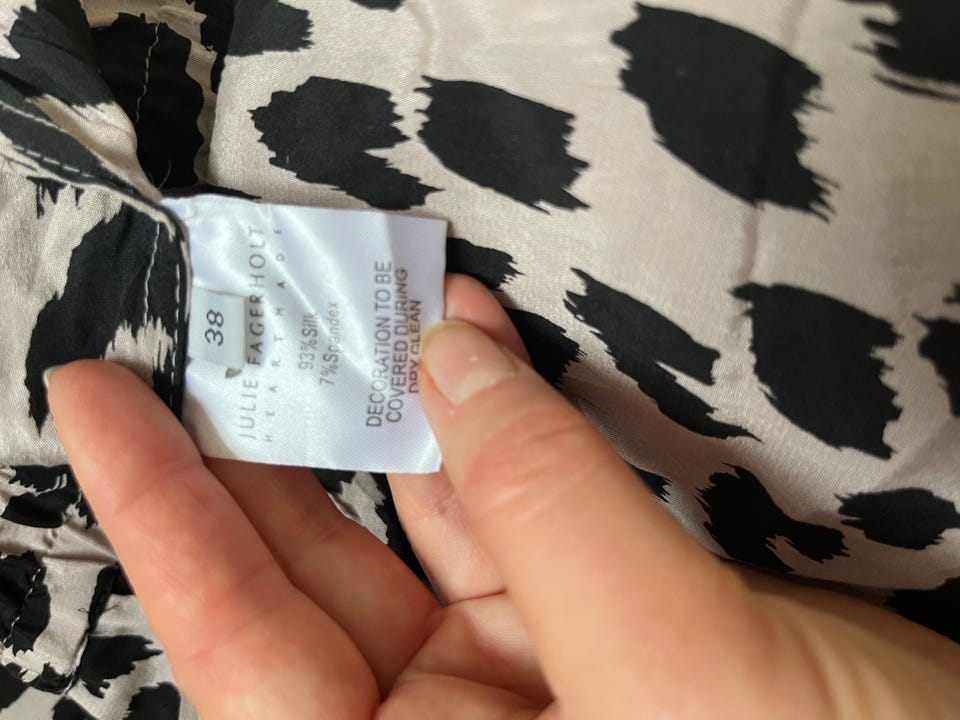 JULIE FAGERHOLT
HEARTMADE
38
93%Silk
7%Spandex
DECORATION TO BE
COVERED DURING
DRY CLEAN